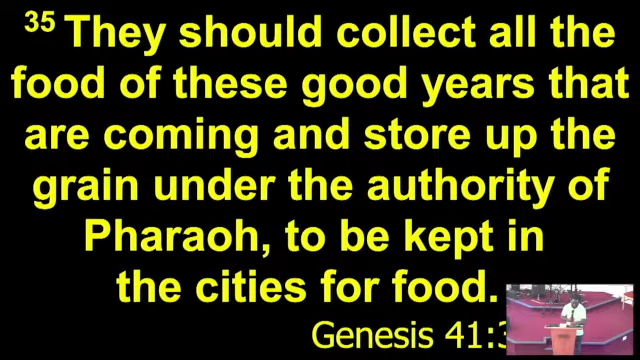 35 They should collect all the
food of these good years that
are coming and store up the
grain under the authority of
Pharaoh, to be kept in
the cities for food.
Genesis 41:3